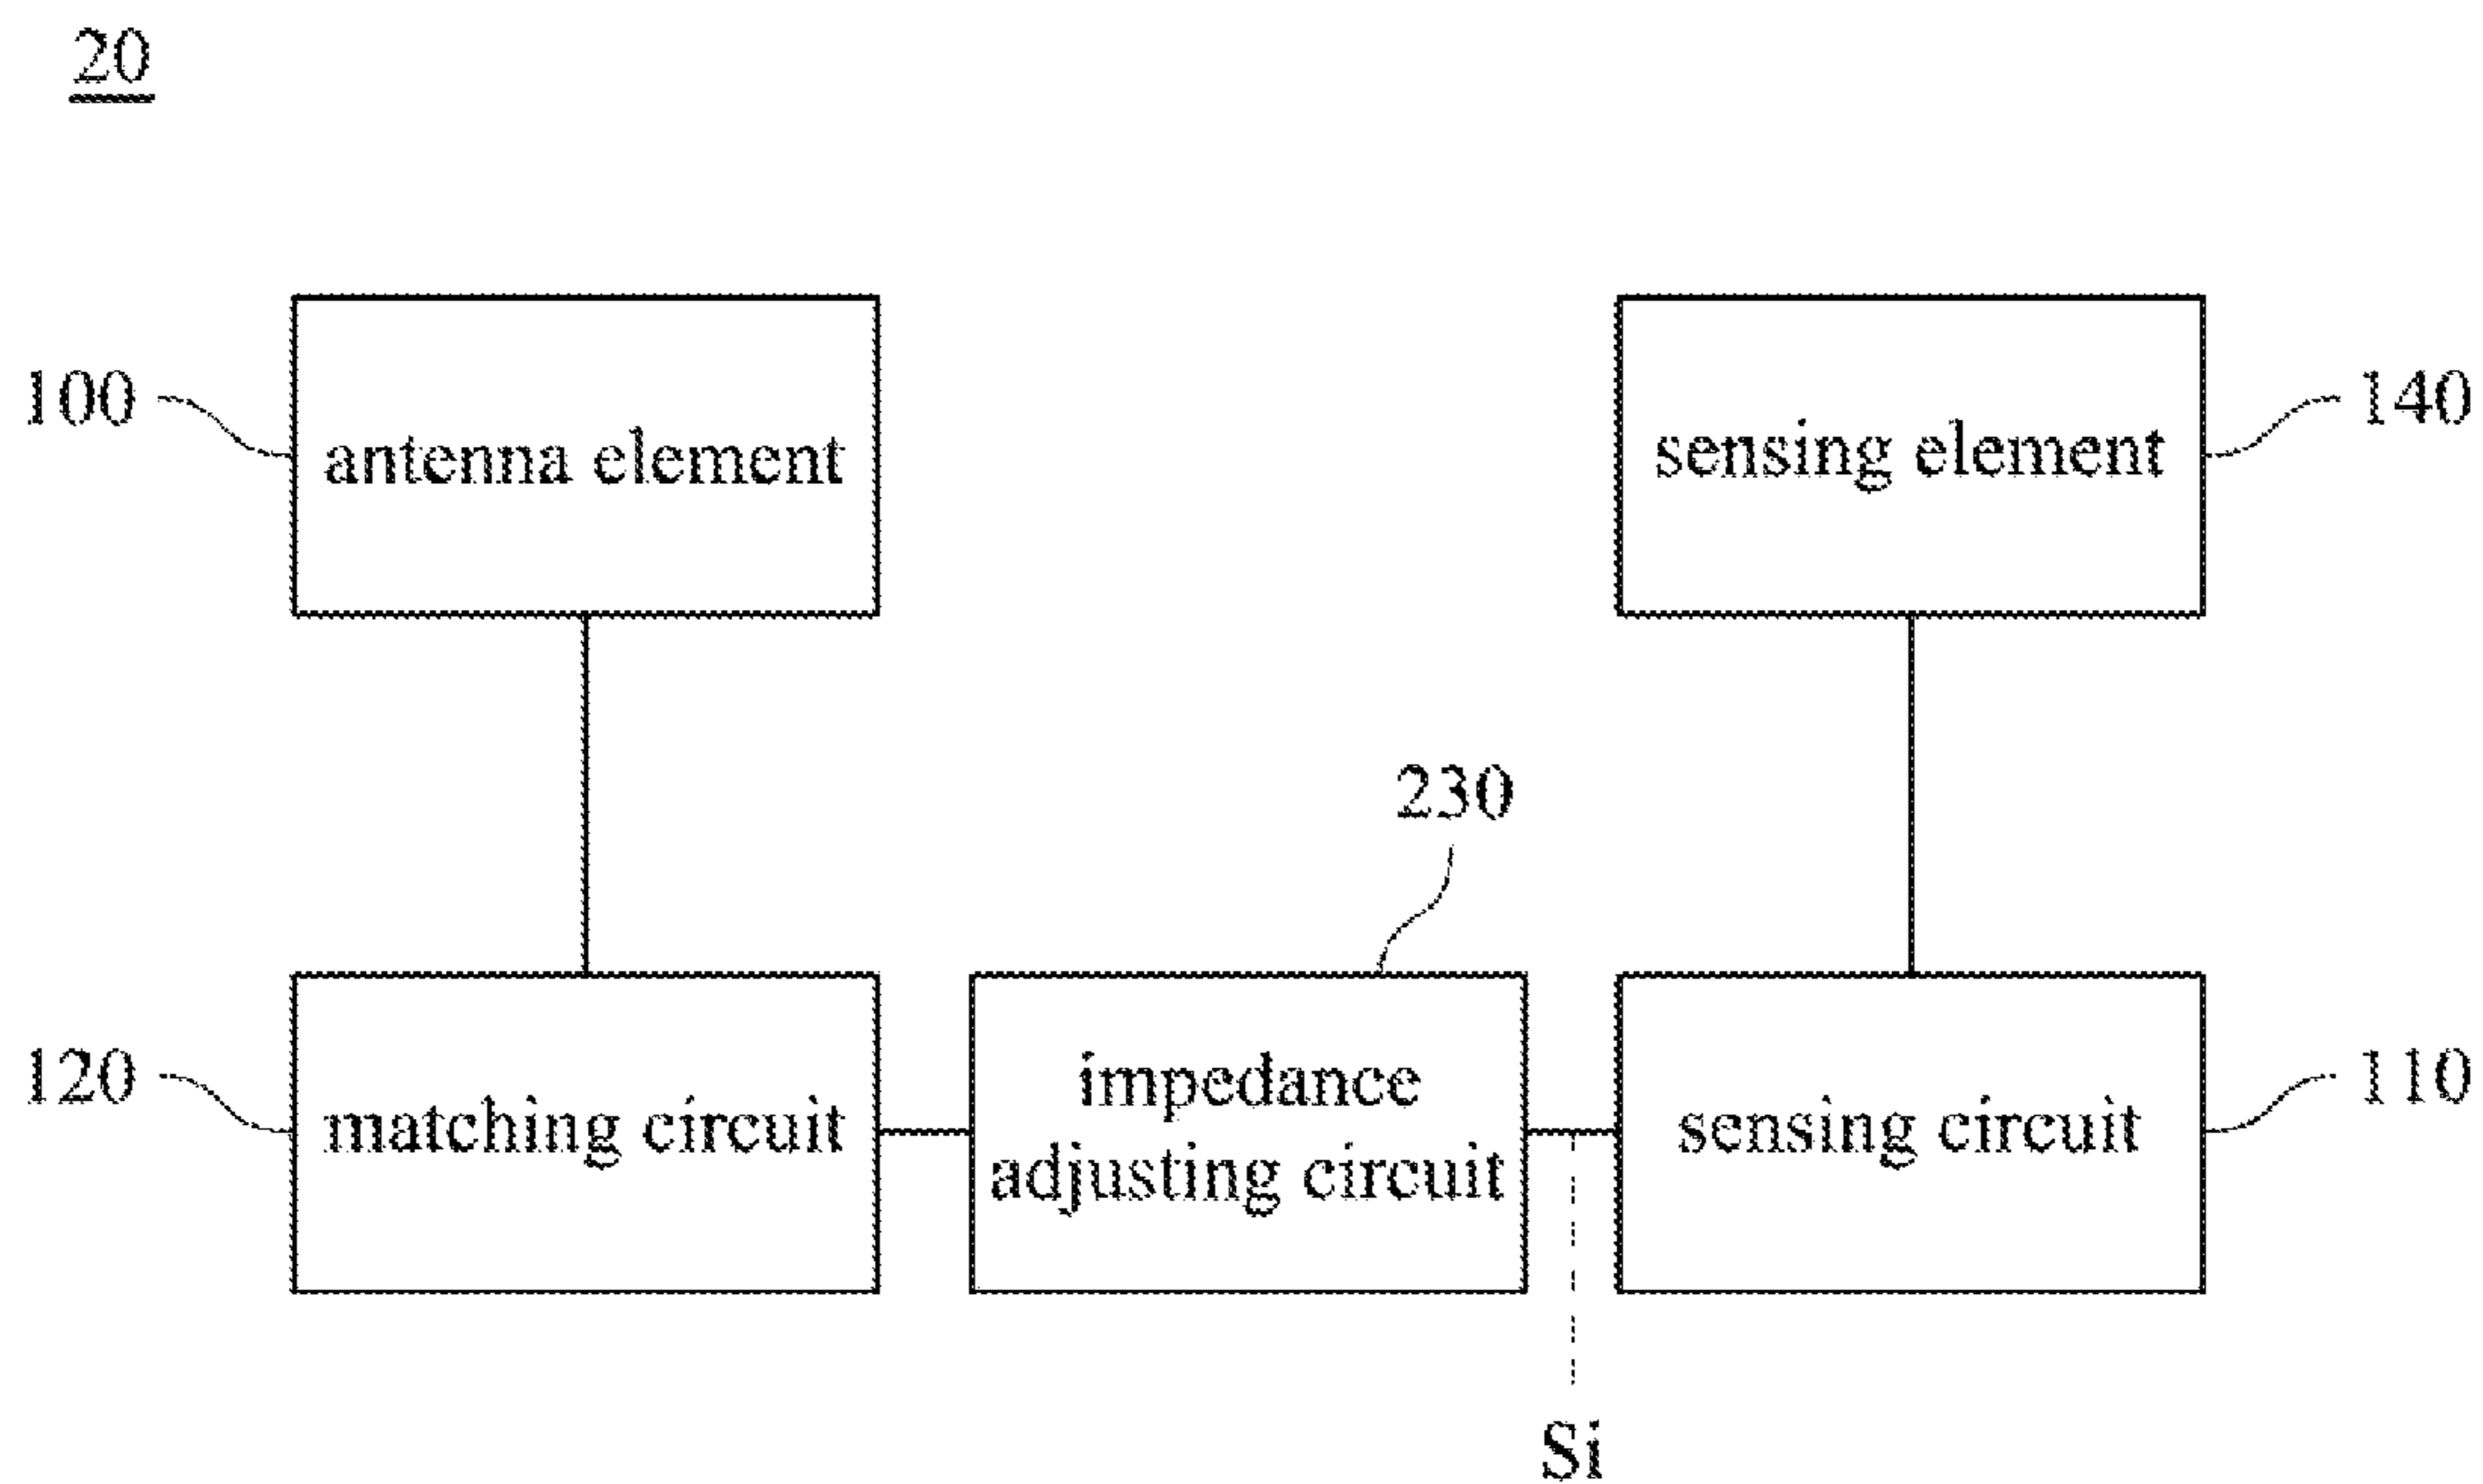 20
100
antenna element
sensing element
140
230
120
matching circuit
impedance
adjusting circuit
sensing circuit
110
Si